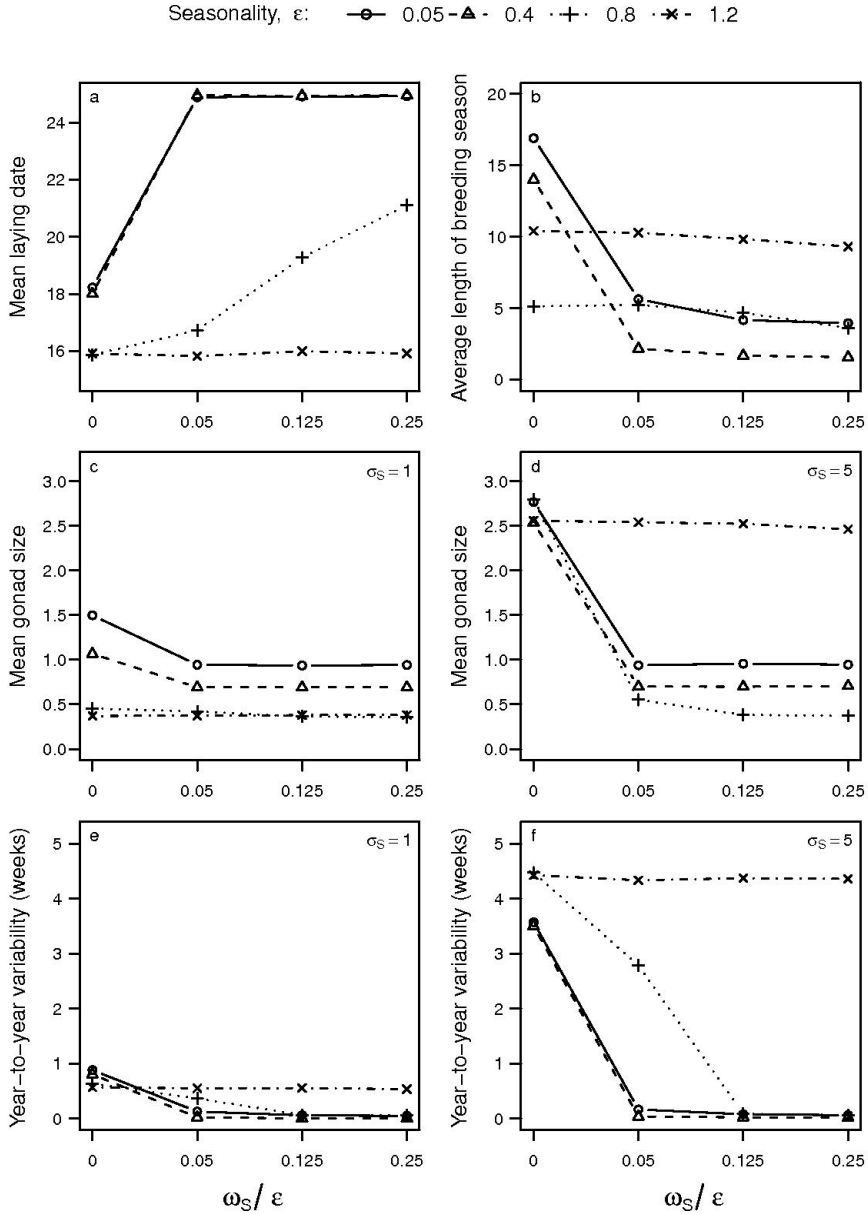 Seasonality, ε: 0.05 0.4 0.8 1.2
a
Mean laying date
24
22
20
18
16
0 0.05 0.125 0.25
b
Average length of breeding season
20
15
10
5
0
0 0.05 0.125 0.25
c
σS = 1
Mean gonad size
3.0
2.5
2.0
1.5
1.0
0.5
0.0
0 0.05 0.125 0.25
d
σS = 5
Mean gonad size
3.0
2.5
2.0
1.5
1.0
0.5
0.0
0 0.05 0.125 0.25
e
σS = 1
Year−to−year variability (weeks)
5
4
3
2
1
0
0 0.05 0.125 0.25
ωS / ε
f
σS = 5
Year−to−year variability (weeks)
5
4
3
2
1
0
0 0.05 0.125 0.25
ωS / ε